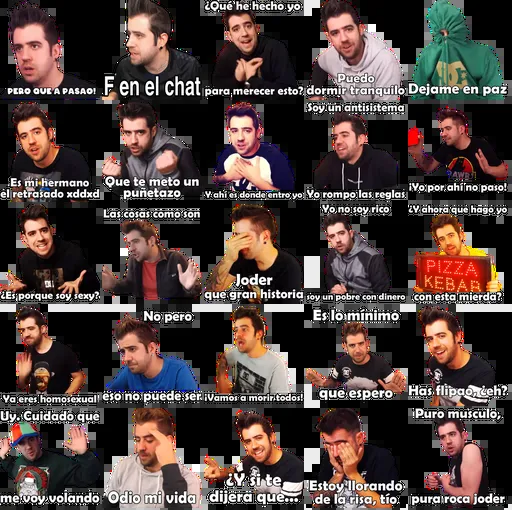 ¿Qué he hecho yo
PERO QUE A PASAO!
F en el chat
para merecer esto?
Puedo
dormir tranquilo
Dejame en paz
Es mi hermano
el retrasado xddxd
Que te meto un
puñetazo
Y ahi es donde entro yo
Soy un antisistema
Yo rompo las reglas
¡Yo por ahí no paso!
¿Es porque soy sexy?
Las cosas como son
Joder
que gran historia
Yo no soy rico
soy un pobre con dinero
¿Y ahora qué hago yo
PIZZA
KEBAB
con esta mierda?
Ya eres homosexual
No pero
eso no puede ser
¡Vamos a morir todos!
Es lo mínimo
que espero
Has flipao, ¿eh?
Uy. Cuidado que
me voy volando
Odio mi vida
¿Y si te
dijera que...
Estoy llorando
de la risa, tío
Puro musculo,
pura roca joder